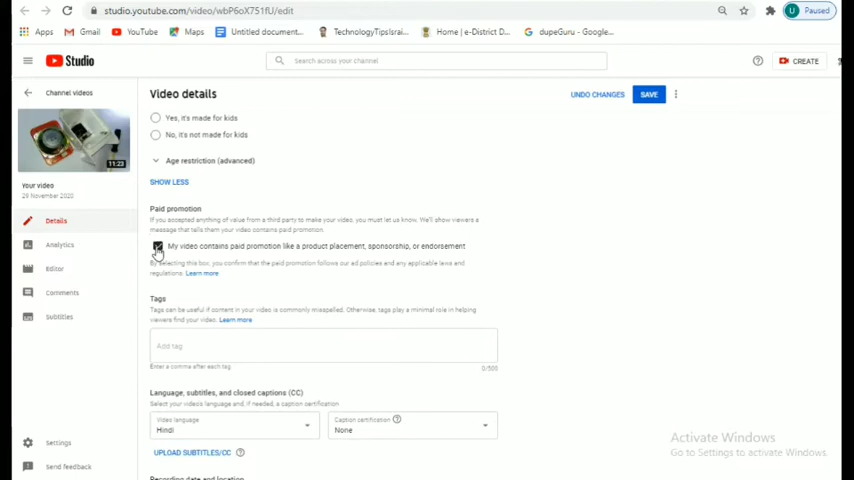 studio.youtube.com/video/wbP6oX751fU/edit
U Paused
Apps Gmail YouTube Maps Untitled document... TechnologyTipsIsrai... Home | e-District D... dupeGuru - Google...
Studio
Search across your channel
CREATE
Channel videos
Video details
UNDO CHANGES
SAVE
Yes, it's made for kids
No, it's not made for kids
11:23
Age restriction (advanced)
Your video
29 November 2020
SHOW LESS
Paid promotion
If you accepted anything of value from a third party to make your video, you must let us know. We'll show viewers a
message that tells them your video contains paid promotion.
Details
My video contains paid promotion like a product placement, sponsorship, or endorsement
Analytics
By selecting this box, you confirm that the paid promotion follows our ad policies and any applicable laws and
regulations. Learn more
Editor
Comments
Tags
Tags can be useful if content in your video is commonly misspelled. Otherwise, tags play a minimal role in helping
viewers find your video. Learn more
Subtitles
Add tag
Enter a comma after each tag
0/500
Language, subtitles, and closed captions (CC)
Select your video's language and, if needed, a caption certification
Video language
Hindi
Caption certification
None
Activate Windows
Go to Settings to activate Windows.
Settings
UPLOAD SUBTITLES/CC
Send feedback
Recording date and location